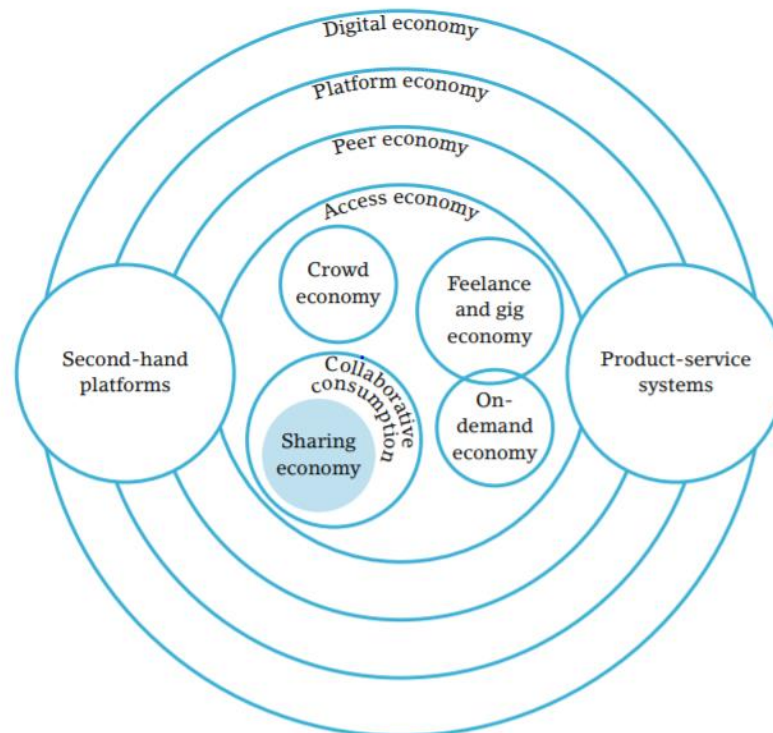 Digital economy
Platform economy
Peer economy
Access economy
Crowd
economy
Feelance
and gig
economy
Second-hand
platforms
Product-service
systems
Collaborative
consumption
Sharing
economy
On-
demand
economy